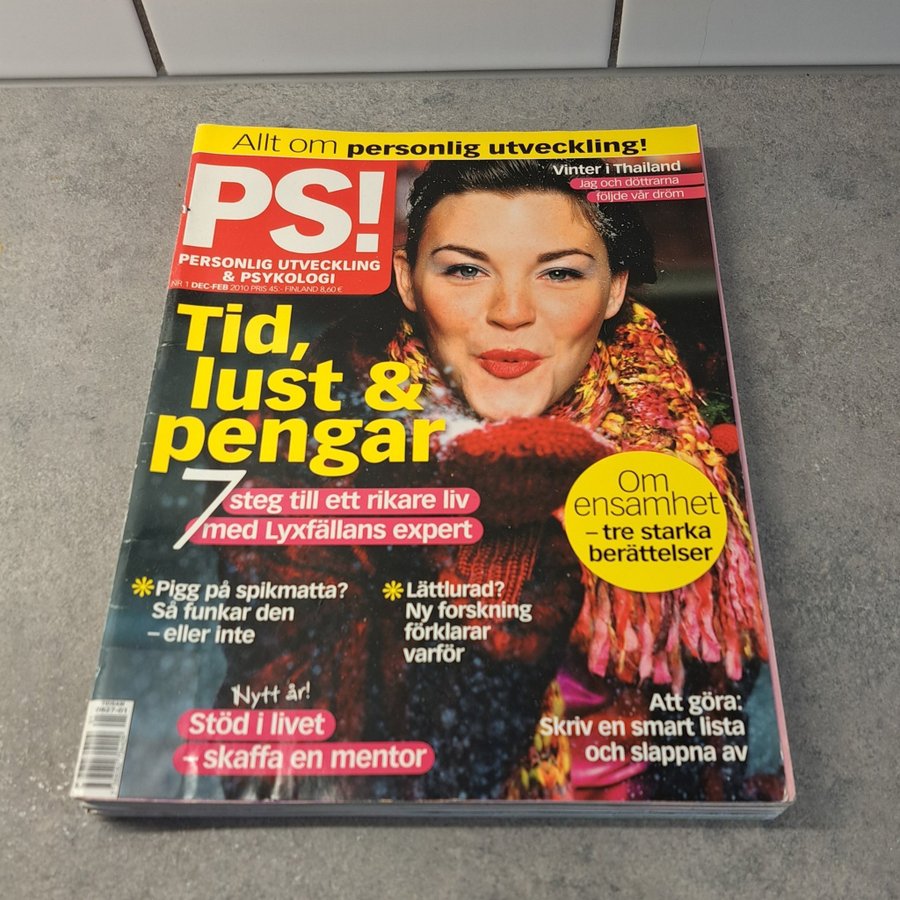 Allt om personlig utveckling!
PS!
PERSONLIG UTVECKLING
& PSYKOLOGI
NR 1 DEC-FEB 2010 PRIS 45:- FINLAND 8,60 €
Vinter i Thailand
Jag och döttrarna
följde vår dröm
Tid,
lust &
pengar
7 steg till ett rikare liv
med Lyxfällans expert
Om
ensamhet
– tre starka
berättelser
Pigg på spikmatta?
Så funkar den
– eller inte
Lättlurad?
Ny forskning
förklarar
varför
Nytt år!
Stöd i livet
– skaffa en mentor
Att göra:
Skriv en smart lista
och slappna av